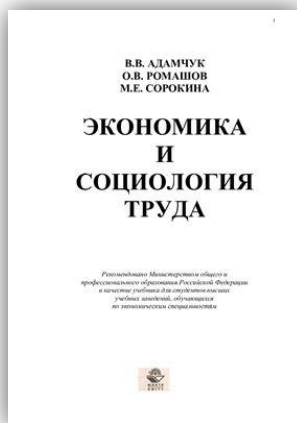 В.В. АДАМЧУК
О.В. РОМАШОВ
М.Е. СОРОКИНА
ЭКОНОМИКА
И
СОЦИОЛОГИЯ
ТРУДА
Рекомендовано Министерством общего и
профессионального образования Российской Федерации
в качестве учебника для студентов высших
учебных заведений, обучающихся
по экономическим специальностям